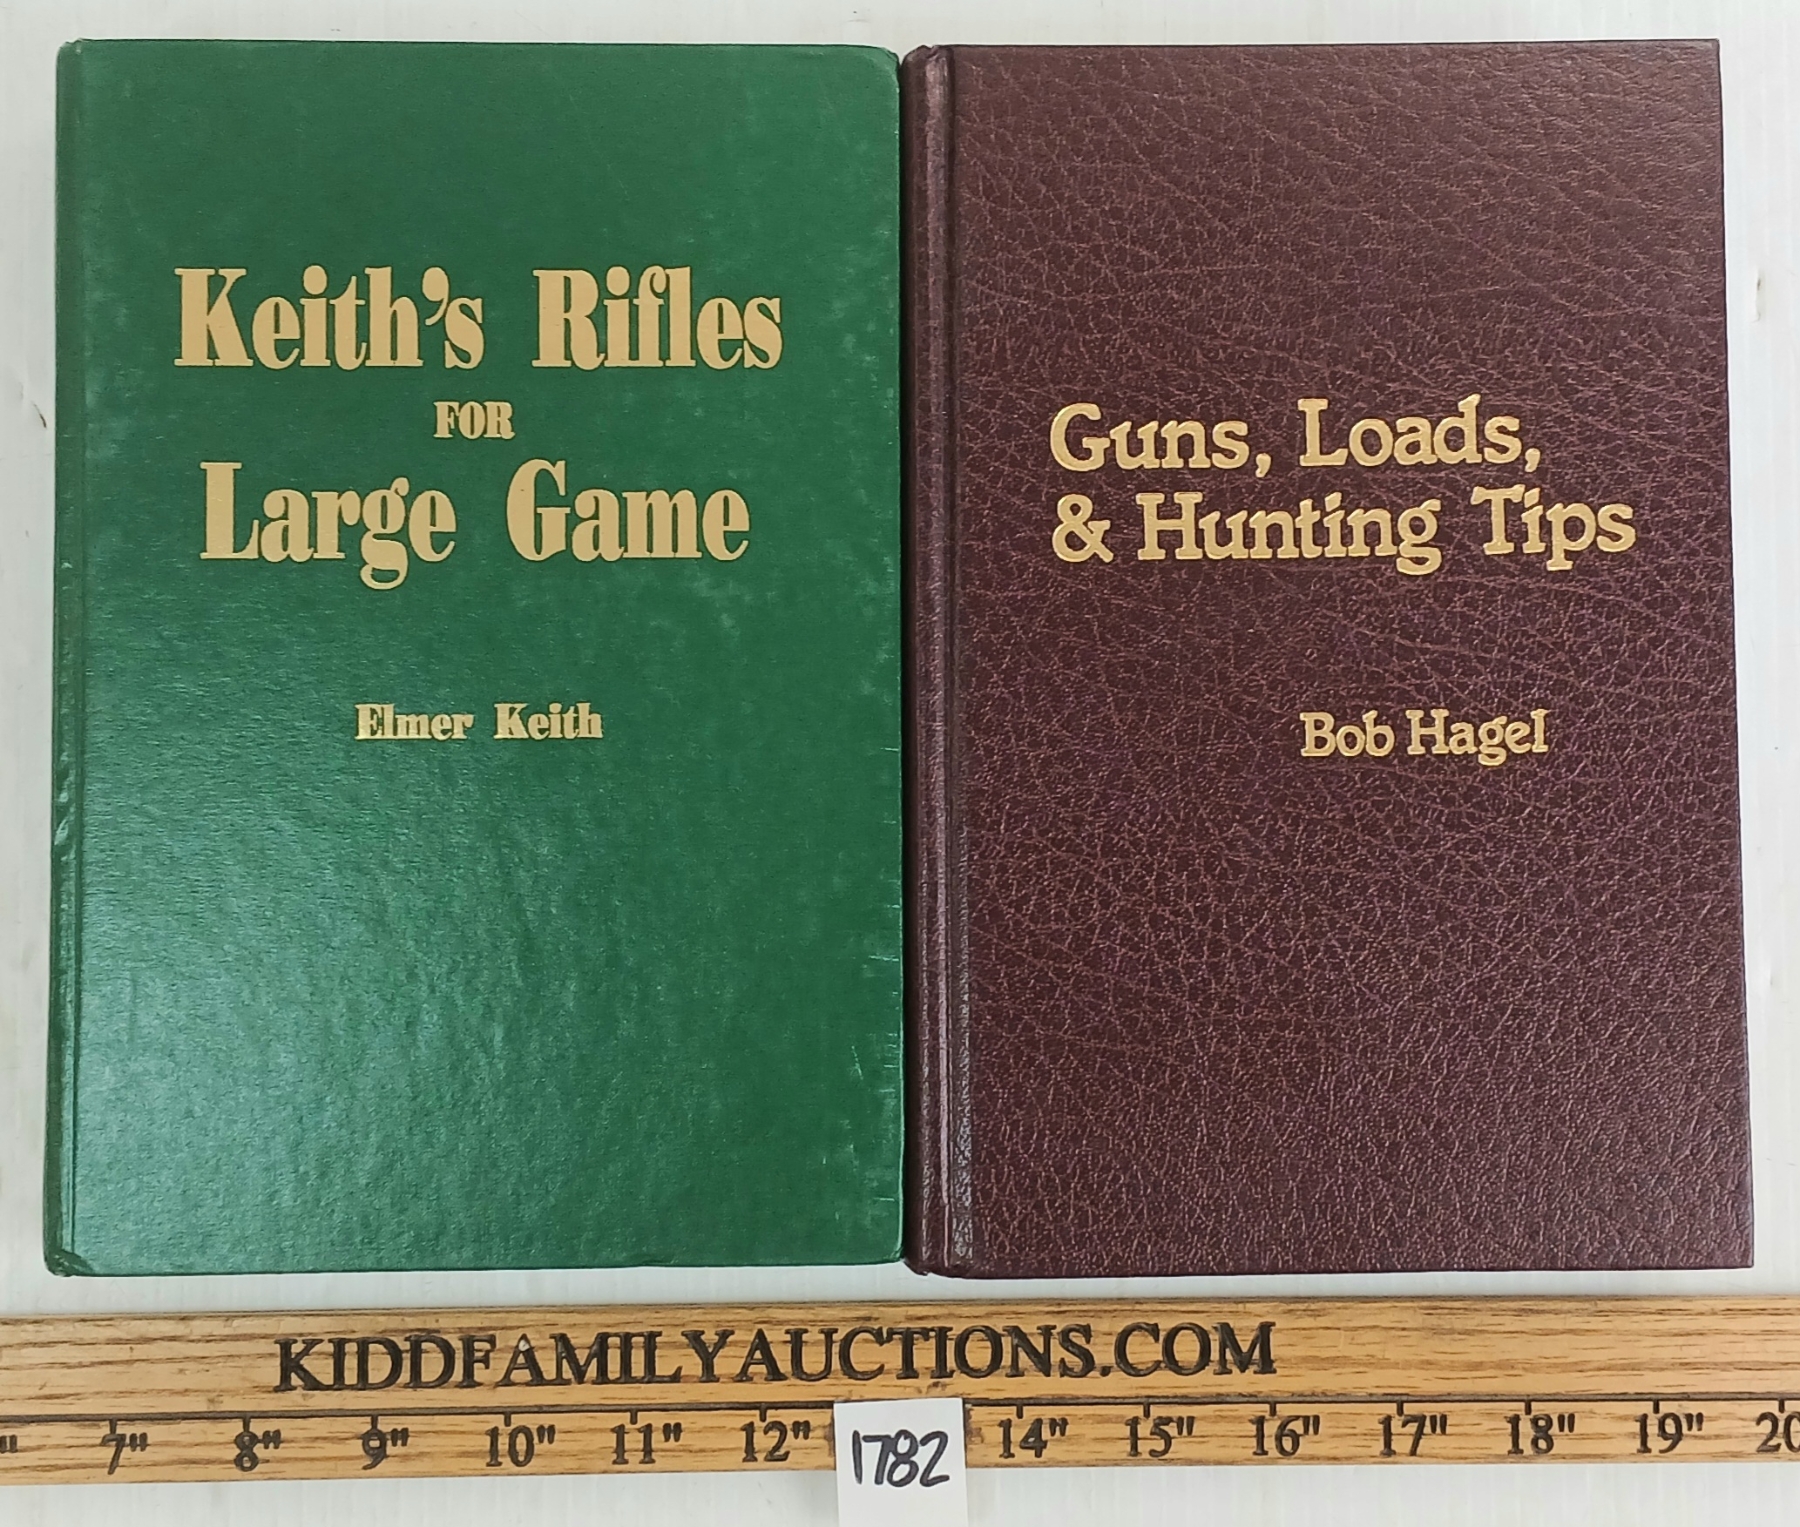 Keith's Rifles
FOR
Large Game
Elmer Keith
Guns, Loads,
& Hunting Tips
Bob Hagel
KIDDFAMILYAUCTIONS.COM
7" 8" 9" 10" 11" 12" 14" 15" 16" 17" 18" 19" 20
1782